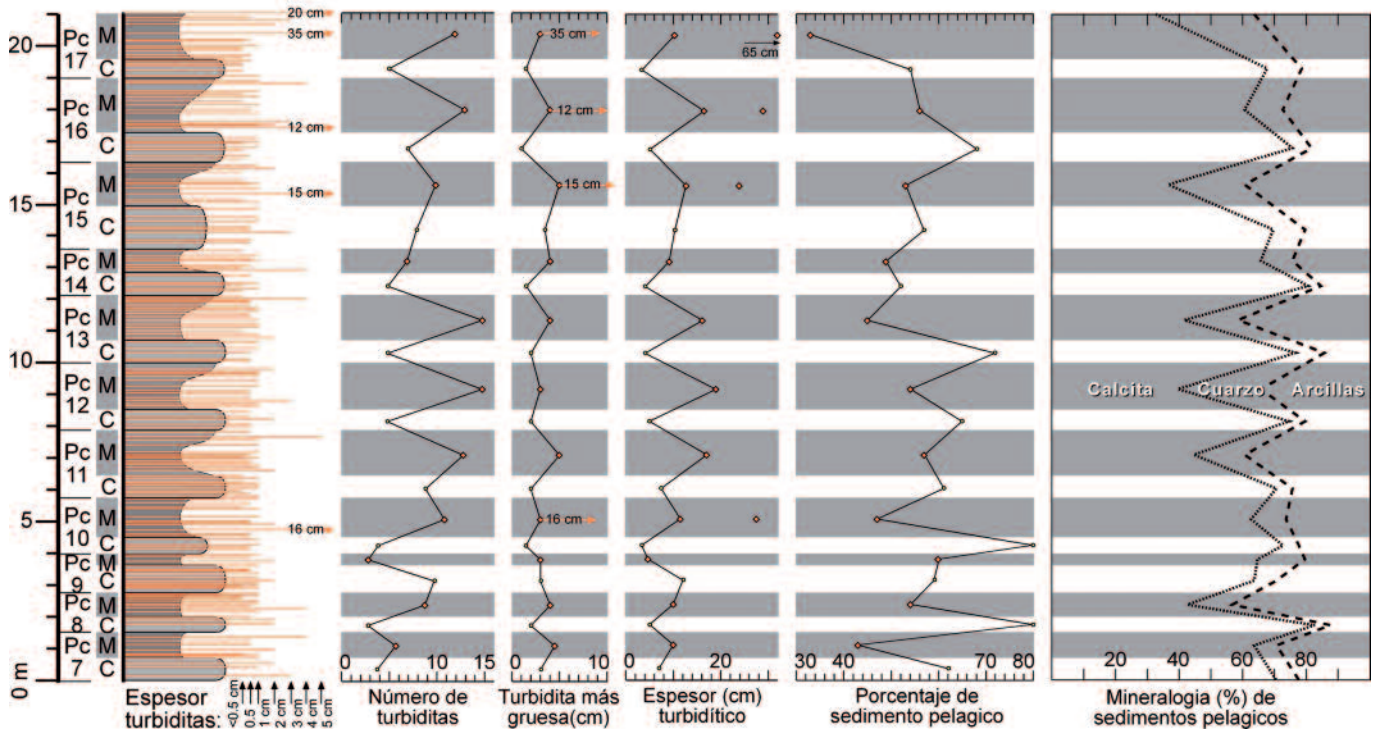 20 cm
35 cm
20
Pc 17 M C
35 cm
65 cm
Pc 16 M C
12 cm
12 cm
15
Pc 15 M C
15 cm
15 cm
Pc 14 M C
Pc 13 M C
10
Pc 12 M C
Calcita Cuarzo Arcillas
Pc 11 M C
5
Pc 10 M C
16 cm
16 cm
Pc 9 M C
Pc 8 M C
Pc 7 M C
0 m
0 10 15
0 10
0 10 20 30
30 40 70 80
20 40 60 80
Espesor
turbiditas:
<0.5 cm
0.5
1 cm
2 cm
3 cm
4 cm
5 cm
Número de
turbiditas
Turbidita más
gruesa(cm)
Espesor (cm)
turbidítico
Porcentaje de
sedimento pelagico
Mineralogia (%) de
sedimentos pelagicos